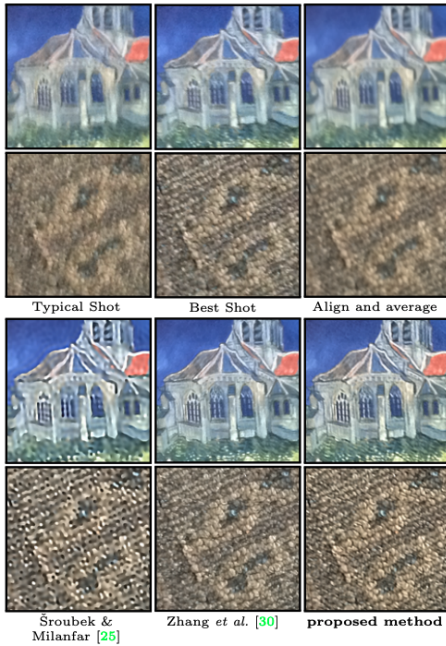 Typical Shot
Best Shot
Align and average
Šroubek &
Milanfar [25]
Zhang et al. [30]
proposed method